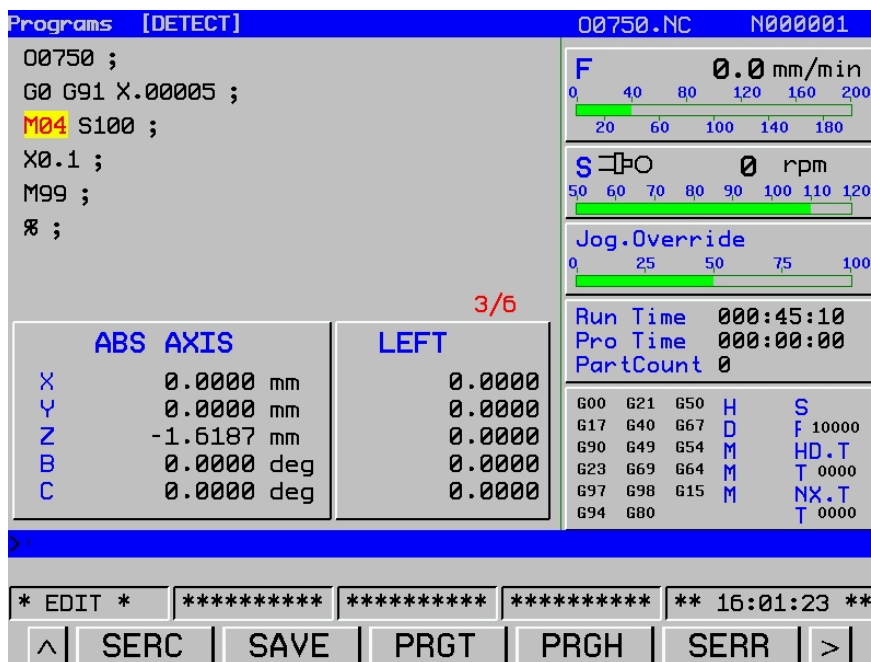 Programs [DETECT] O0750.NC N000001
O0750 ;
G0 G91 X.00005 ;
M04 S100 ;
X0.1 ;
M99 ;
% ;
3/6
F 0.0 mm/min
0 40 80 120 160 200
20 60 100 140 180
S 0 rpm
50 60 70 80 90 100 110 120
Jog.Override
0 25 50 75 100
Run Time 000:45:10
Pro Time 000:00:00
PartCount 0
ABS AXIS LEFT
X 0.0000 mm 0.0000
Y 0.0000 mm 0.0000
Z -1.6187 mm 0.0000
B 0.0000 deg 0.0000
C 0.0000 deg 0.0000
G00 G21 G50 H S
G17 G40 G67 D F 10000
G90 G49 G54 M HD.T
G23 G69 G64 M T 0000
G97 G98 G15 M NX.T
G94 G80 T 0000
>
* EDIT * ********** ********** ********** ** 16:01:23 **
^ SERC SAVE PRGT PRGH SERR >